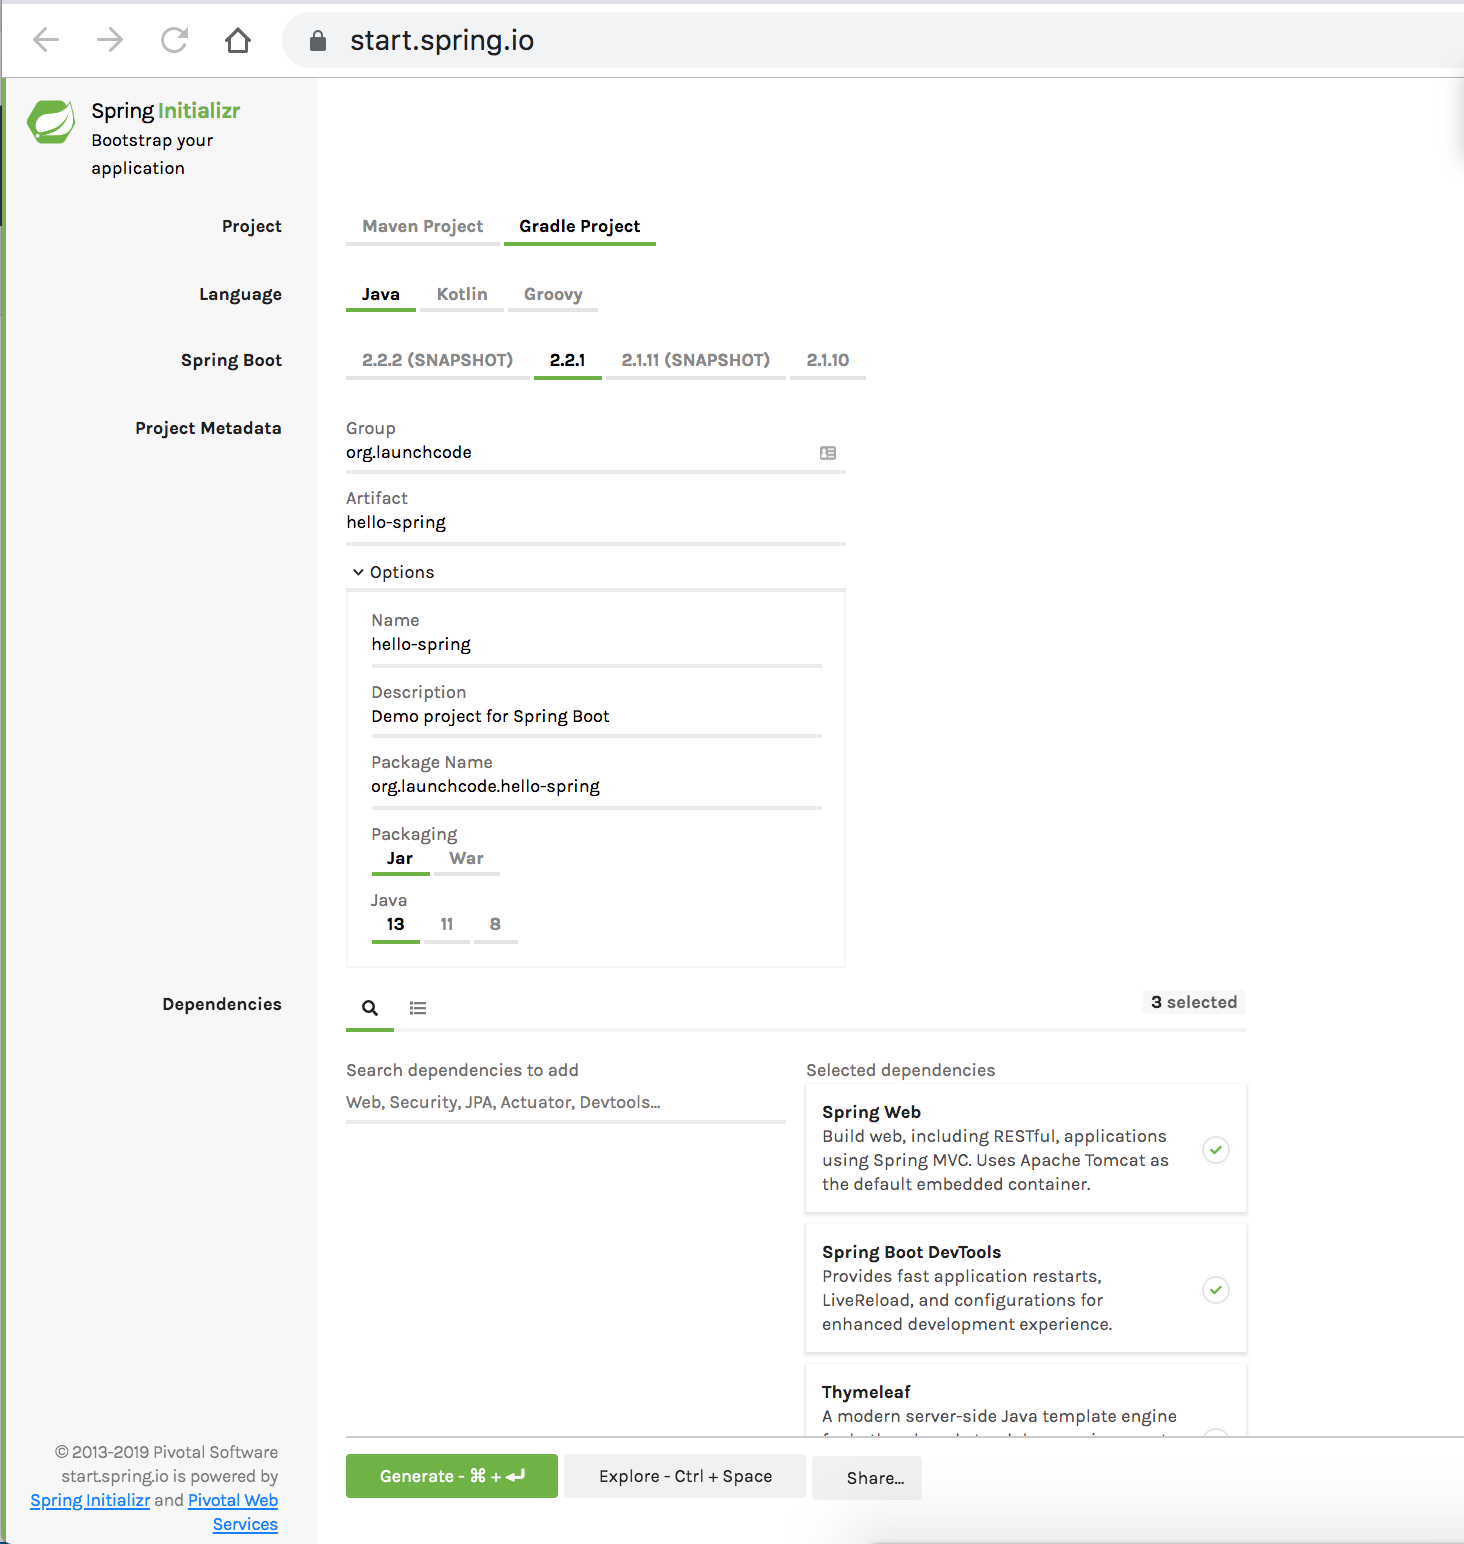 start.spring.io
Spring Initializr
Bootstrap your
application
Project
Maven Project Gradle Project
Language
Java Kotlin Groovy
Spring Boot
2.2.2 (SNAPSHOT) 2.2.1 2.1.11 (SNAPSHOT) 2.1.10
Project Metadata
Group
org.launchcode
Artifact
hello-spring
Options
Name
hello-spring
Description
Demo project for Spring Boot
Package Name
org.launchcode.hello-spring
Packaging
Jar War
Java
13 11 8
Dependencies
3 selected
Search dependencies to add
Web, Security, JPA, Actuator, Devtools...
Selected dependencies
Spring Web
Build web, including RESTful, applications
using Spring MVC. Uses Apache Tomcat as
the default embedded container.
Spring Boot DevTools
Provides fast application restarts,
LiveReload, and configurations for
enhanced development experience.
Thymeleaf
A modern server-side Java template engine
© 2013-2019 Pivotal Software
start.spring.io is powered by
Spring Initializr and Pivotal Web
Services
Generate - ⌘ + ↵
Explore - Ctrl + Space
Share...